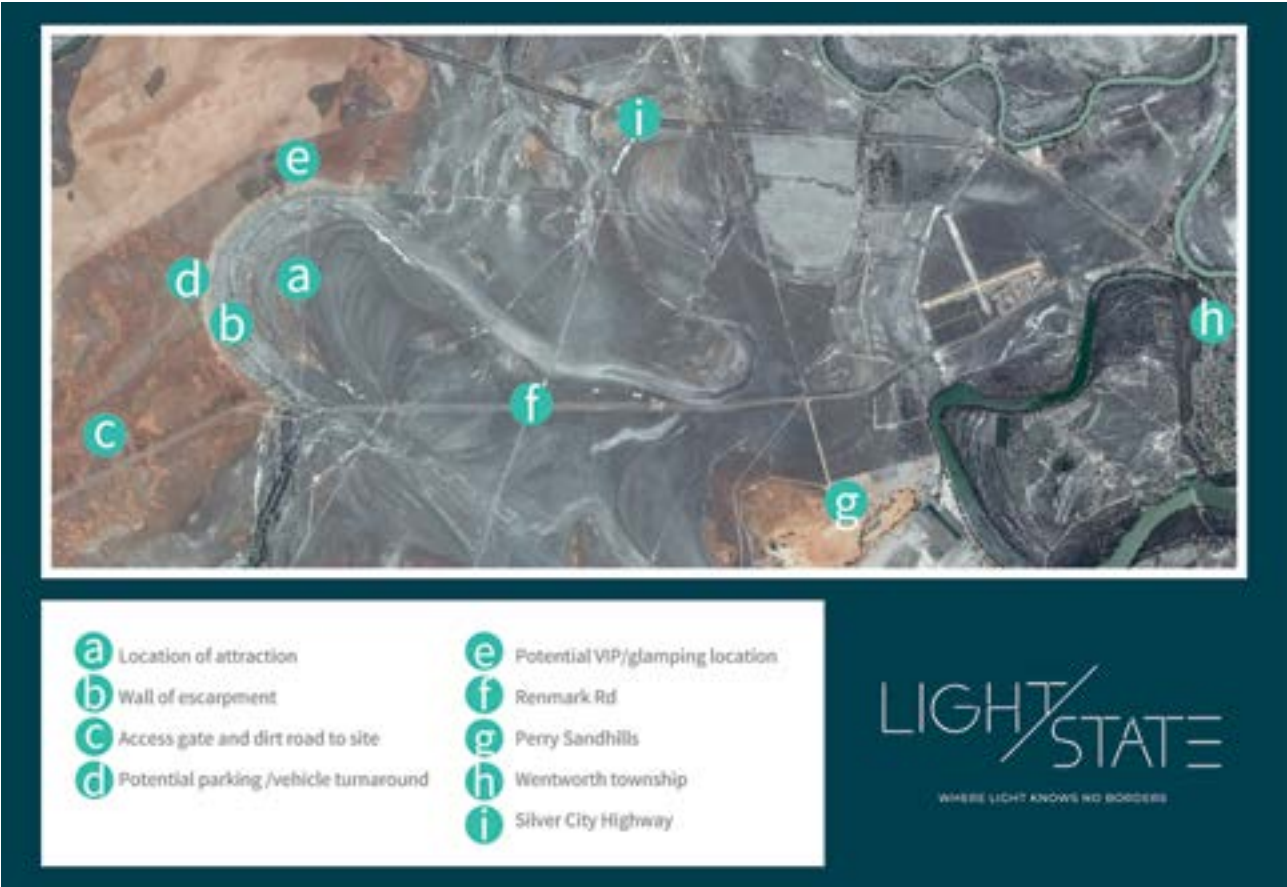 i
e
d
a
b
h
f
c
g
a Location of attraction
b Wall of escarpment
c Access gate and dirt road to site
d Potential parking /vehicle turnaround
e Potential VIP/glamping location
f Renmark Rd
g Perry Sandhills
h Wentworth township
i Silver City Highway
LIGHT/
STATE
WHERE LIGHT KNOWS NO BORDERS